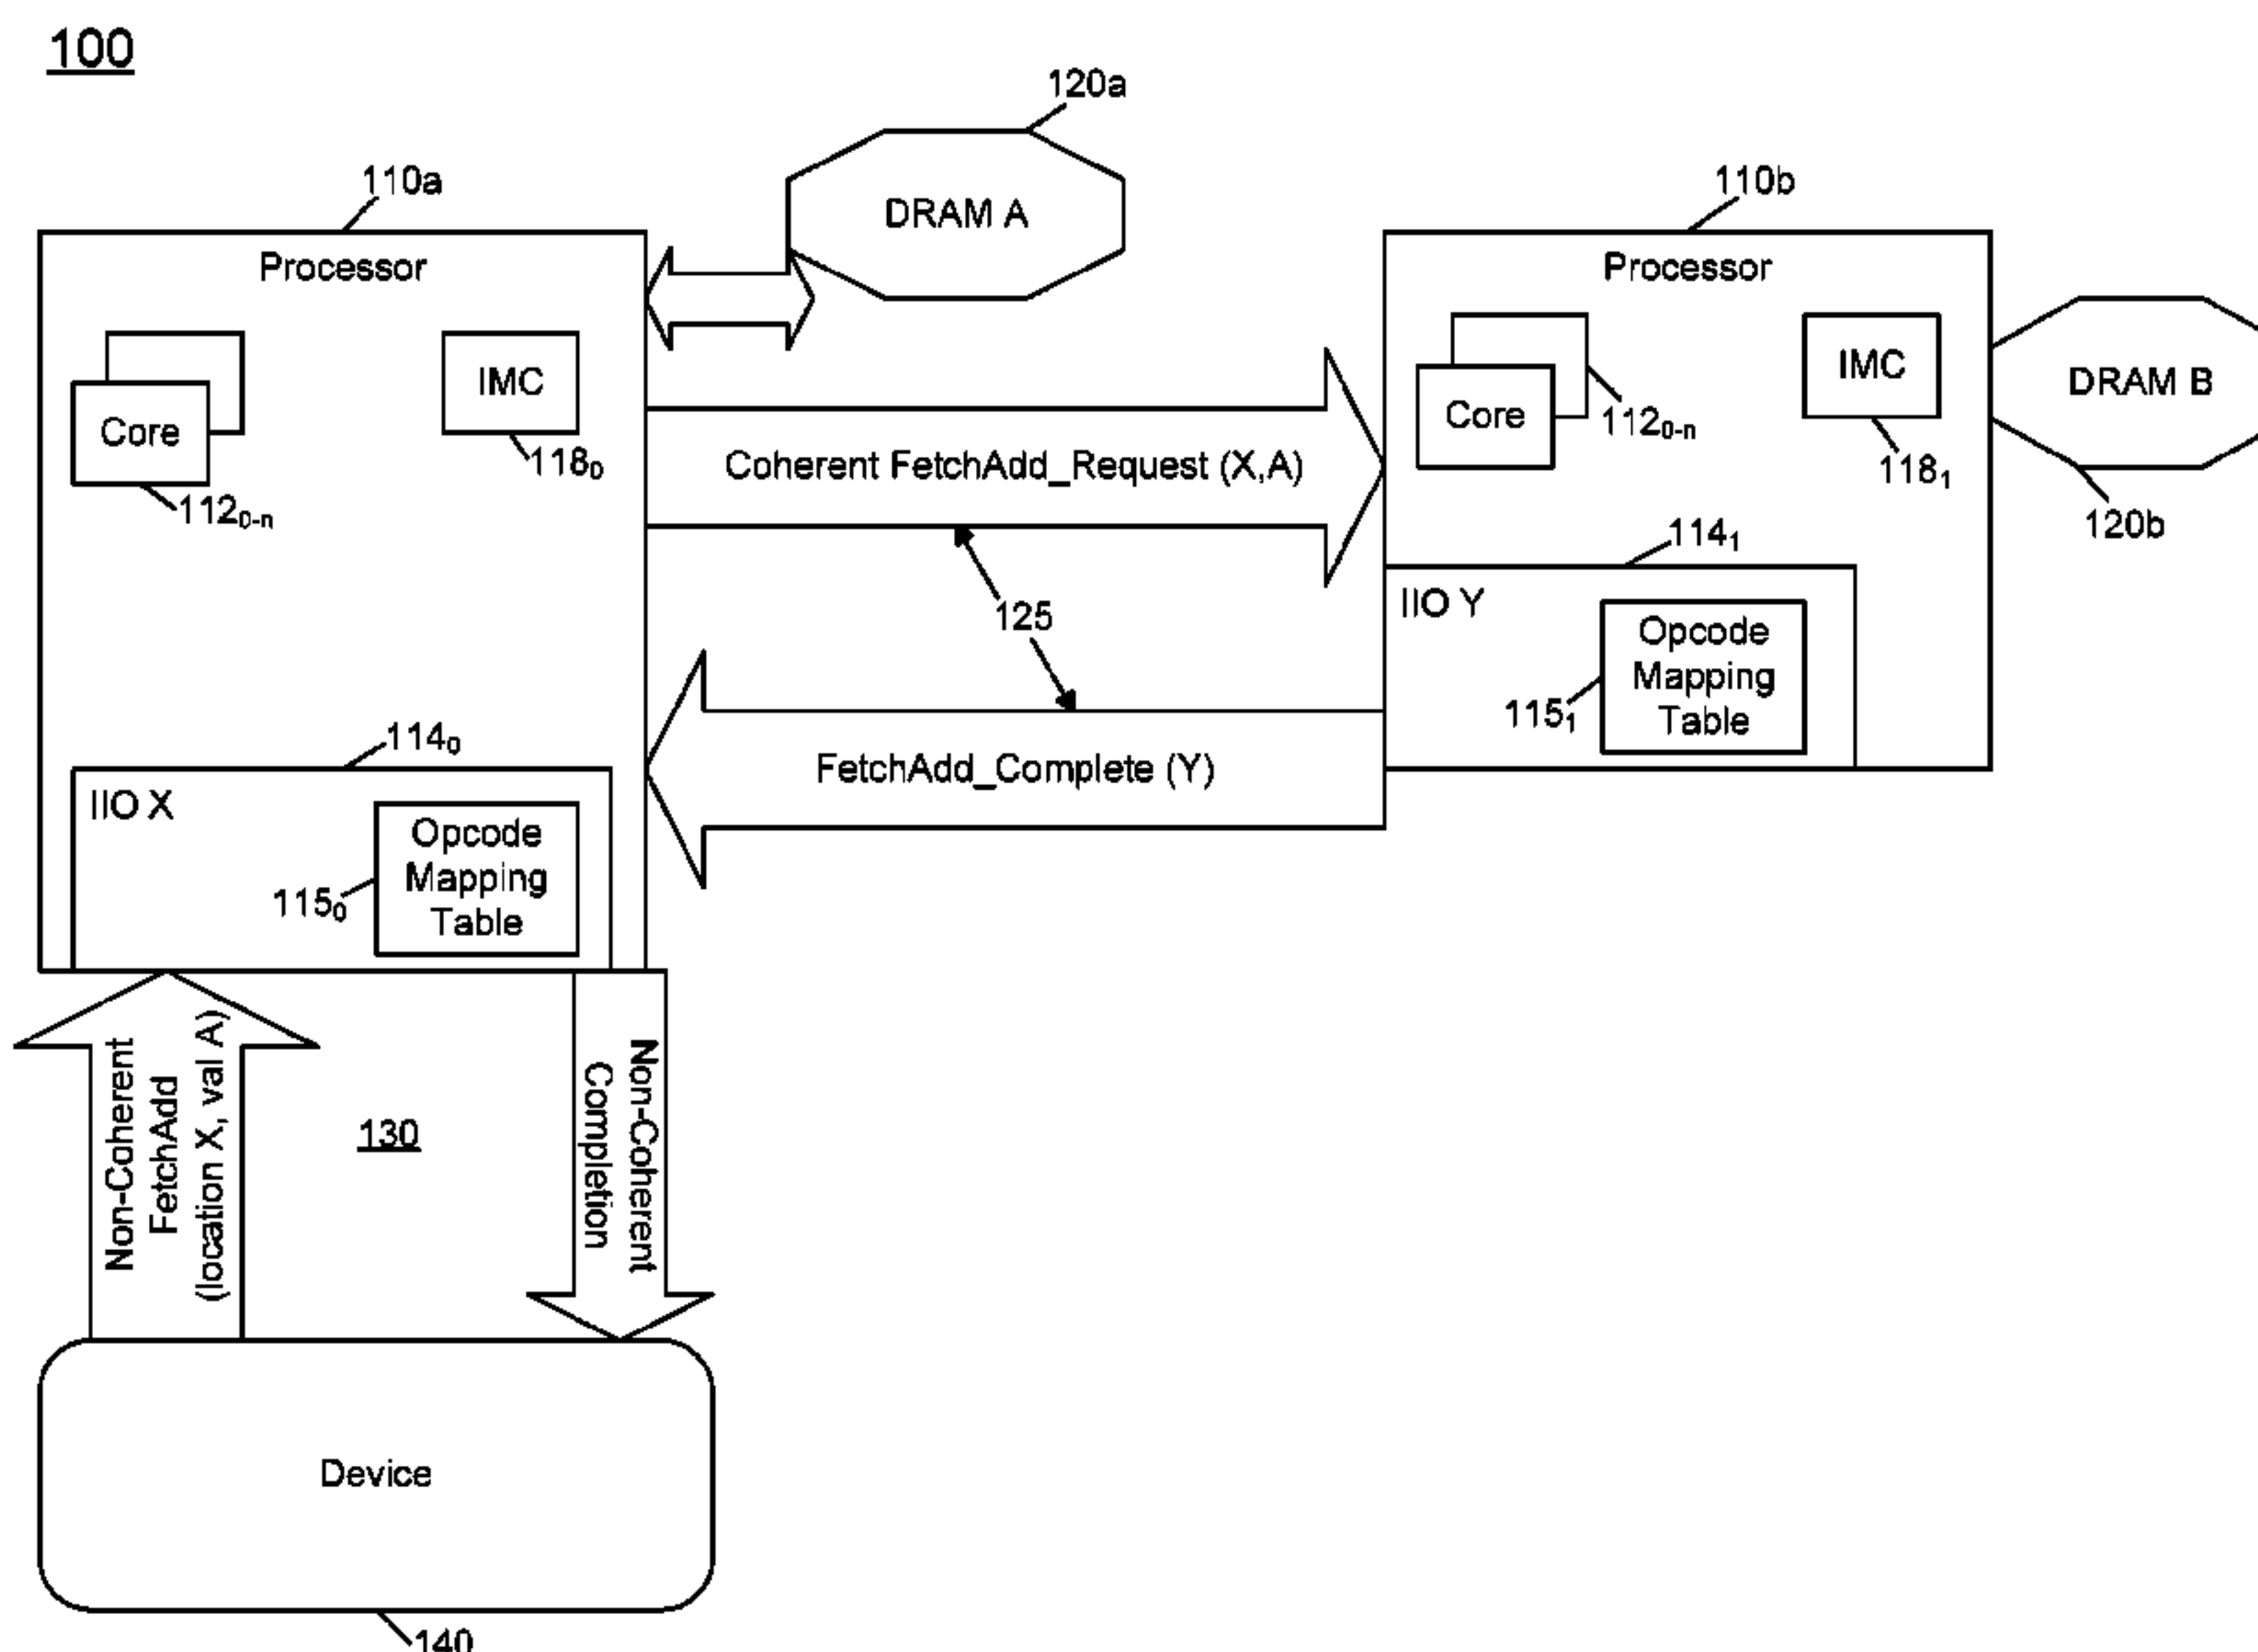 100
120a
DRAM A
110a
Processor
Core
112₀₋ₙ
IMC
118₀
110b
Processor
Core
112₀₋ₙ
IMC
118₁
DRAM B
120b
Coherent FetchAdd_Request (X,A)
125
FetchAdd_Complete (Y)
114₁
IIO Y
Opcode
Mapping
Table
115₁
114₀
IIO X
Opcode
Mapping
Table
115₀
Non-Coherent
FetchAdd
(location X, val A)
130
Non-Coherent
Completion
Device
140